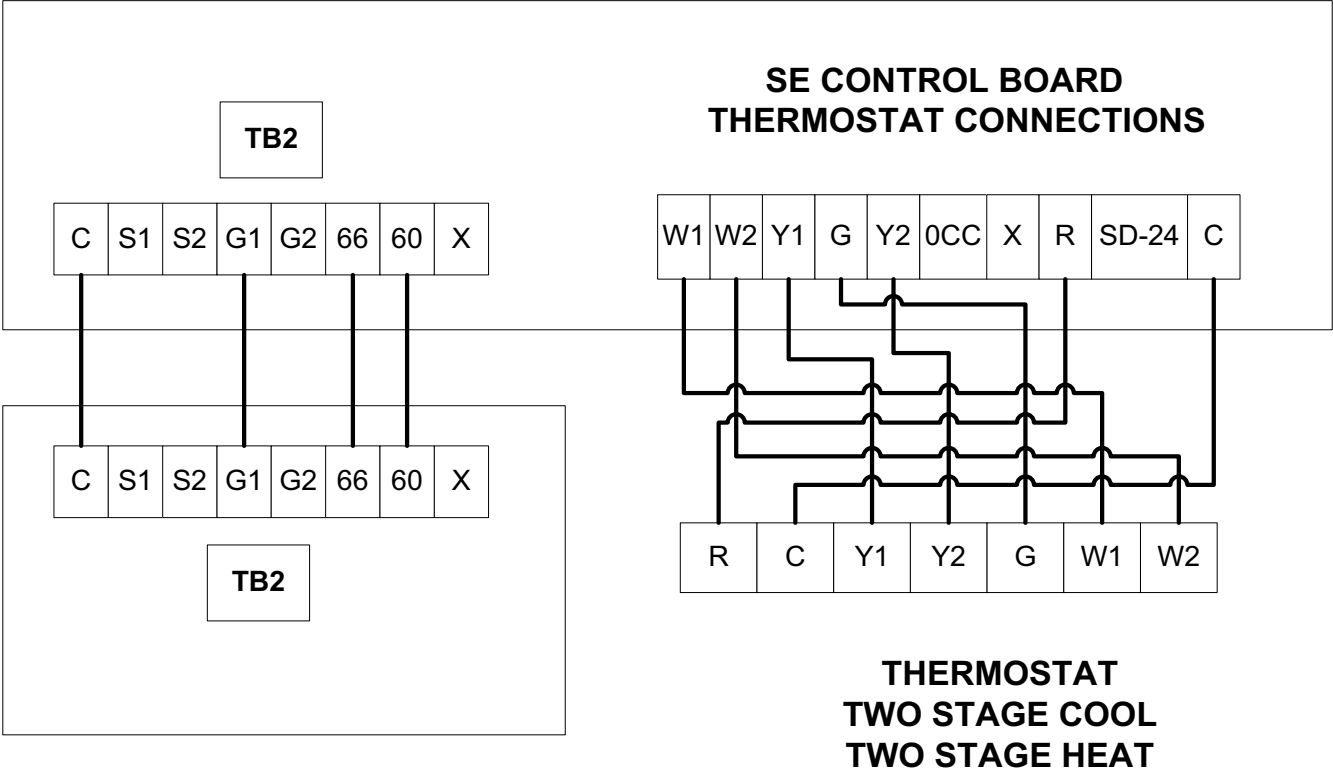 SE CONTROL BOARD
THERMOSTAT CONNECTIONS
TB2
C S1 S2 G1 G2 66 60 X
W1 W2 Y1 G Y2 0CC X R SD-24 C
C S1 S2 G1 G2 66 60 X
TB2
R C Y1 Y2 G W1 W2
THERMOSTAT
TWO STAGE COOL
TWO STAGE HEAT